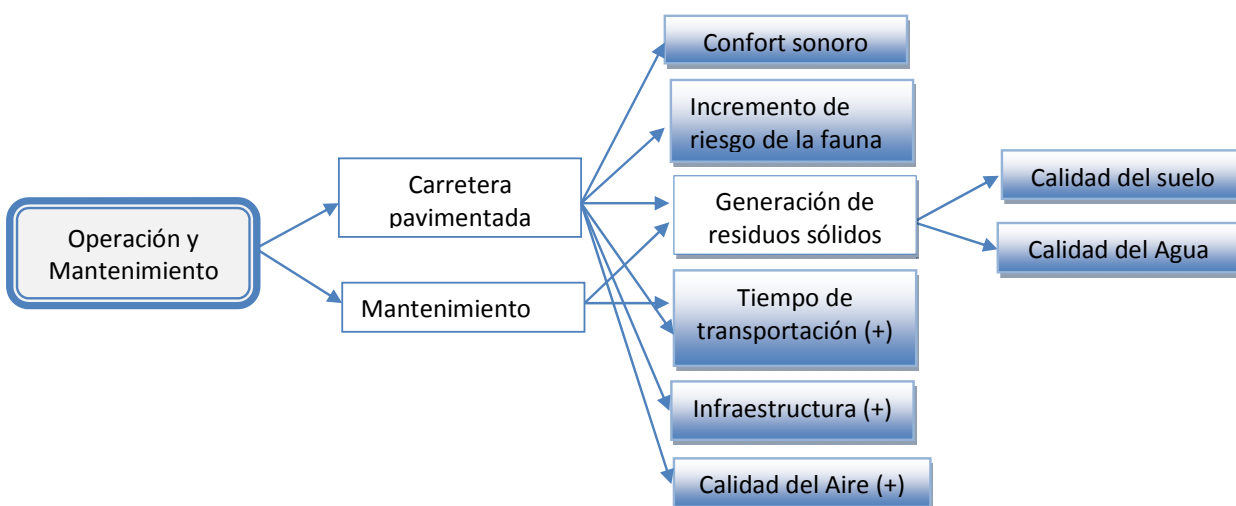 Operación y
Mantenimiento
Carretera
pavimentada
Mantenimiento
Confort sonoro
Incremento de
riesgo de la fauna
Generación de
residuos sólidos
Tiempo de
transportación (+)
Infraestructura (+)
Calidad del Aire (+)
Calidad del suelo
Calidad del Agua